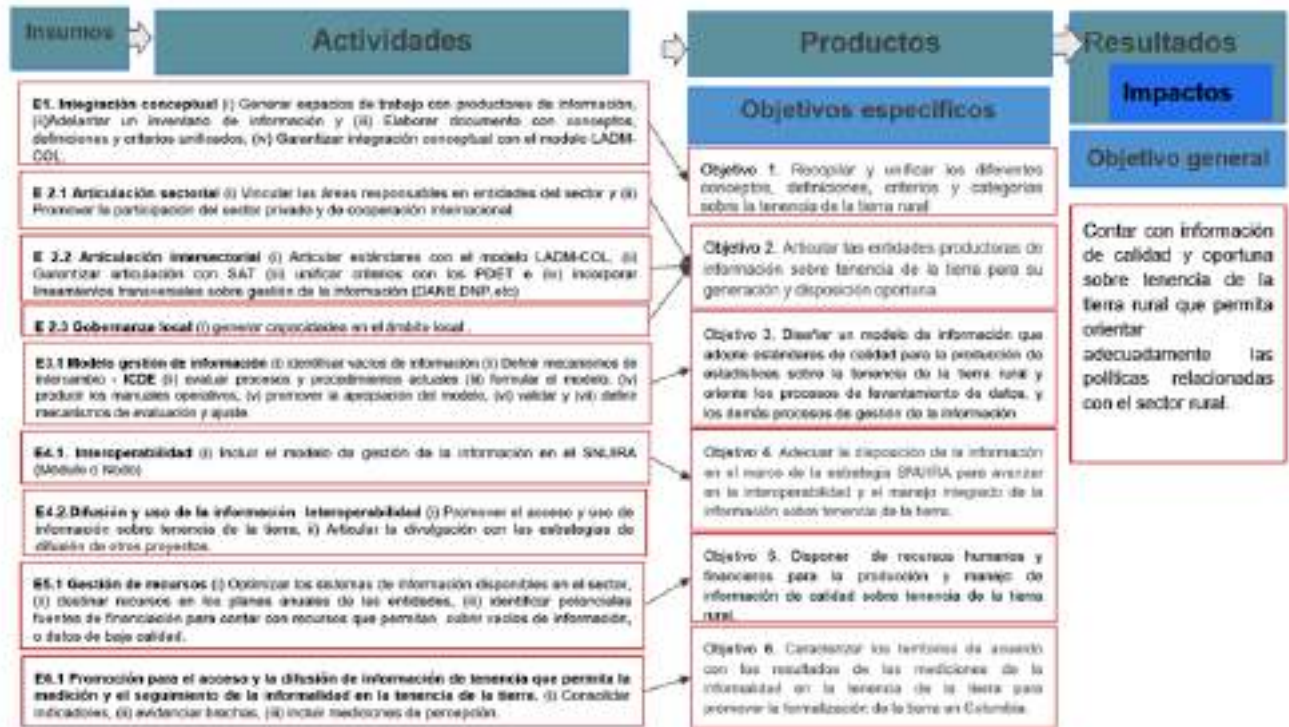 Insumos
Actividades
E1. Integración conceptual (i) Generar espacios de trabajo con productores de información,
(ii)Adelantar un inventario de información y (iii) Elaborar documento con conceptos,
definiciones y criterios unificados, (iv) Garantizar integración conceptual con el modelo LADM-
COL.
E 2.1 Articulación sectorial (i) Vincular las áreas responsables en entidades del sector y (ii)
Promover la participación del sector privado y de cooperación internacional
E 2.2 Articulación intersectorial (i) Articular estándares con el modelo LADM-COL, (ii)
Garantizar articulación con SAT (iii) unificar criterios con los PDET e (iv) incorporar
lineamientos transversales sobre gestión de la información (DANE,DNP,etc)
E 2.3 Gobernanza local (i) generar capacidades en el ámbito local .
E3.1 Modelo gestión de información (i) identificar vacíos de información (ii) Definir mecanismos de
intercambio - ICDE (iii) evaluar procesos y procedimientos actuales (iii) formular el modelo, (iv)
producir los manuales operativos, (v) promover la apropiación del modelo, (vi) validar y (vii) definir
mecanismos de evaluación y ajuste
E4.1. Interoperabilidad (i) Incluir el modelo de gestión de la información en el SNUIRA
(Módulo o Nodo)
E4.2.Difusión y uso de la información Interoperabilidad (i) Promover el acceso y uso de
información sobre tenencia de la tierra, ii) Articular la divulgación con las estrategias de
difusión de otros proyectos.
E5.1 Gestión de recursos (i) Optimizar los sistemas de información disponibles en el sector,
(ii) destinar recursos en los planes anuales de las entidades, (iii) identificar potenciales
fuentes de financiación para contar con recursos que permitan cubrir vacíos de información,
o datos de baja calidad.
E6.1 Promoción para el acceso y la difusión de información de tenencia que permita la
medición y el seguimiento de la informalidad en la tenencia de la tierra. (i) Consolidar
indicadores, (ii) evidenciar brechas, (iii) incluir mediciones de percepción.
Productos
Objetivos específicos
Objetivo 1. Recopilar y unificar los diferentes
conceptos, definiciones, criterios y categorías
sobre la tenencia de la tierra rural
Objetivo 2. Articular las entidades productoras de
información sobre tenencia de la tierra para su
generación y disposición oportuna
Objetivo 3. Diseñar un modelo de información que
adopte estándares de calidad para la producción de
estadísticas sobre la tenencia de la tierra rural y
oriente los procesos de levantamiento de datos, y
los demás procesos de gestión de la información
Objetivo 4. Adecuar la disposición de la información
en el marco de la estrategia SNUIRA para avanzar
en la interoperabilidad y el manejo integrado de la
información sobre tenencia de la tierra.
Objetivo 5. Disponer de recursos humanos y
financieros para la producción y manejo de
información de calidad sobre tenencia de la tierra
rural.
Objetivo 6. Caracterizar los territorios de acuerdo
con los resultados de las mediciones de la
informalidad en la tenencia de la tierra para
promover la formalización de la tierra en Colombia.
Resultados
Impactos
Objetivo general
Contar con información
de calidad y oportuna
sobre tenencia de la
tierra rural que permita
orientar
adecuadamente las
políticas relacionadas
con el sector rural.